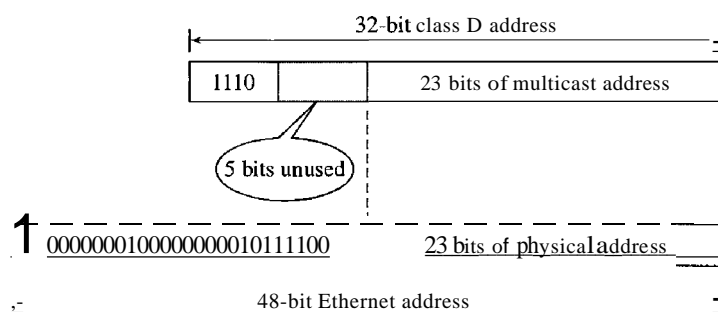 32-bit class D address
1110
23 bits of multicast address
5 bits unused
1 0000000100000000010111100
23 bits of physical address
48-bit Ethernet address